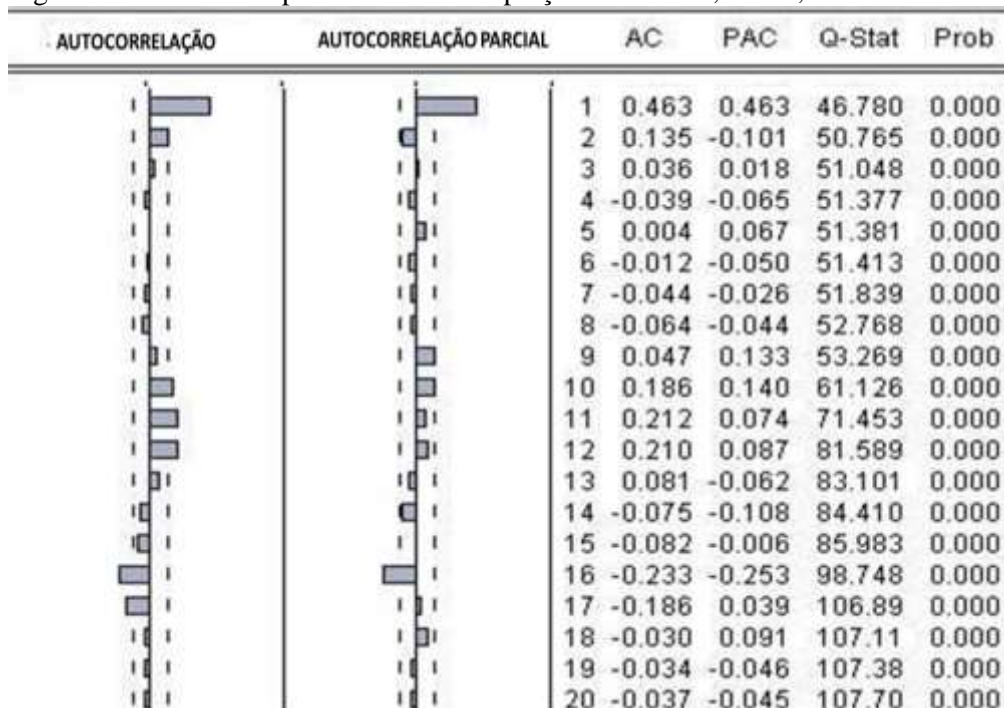 AUTOCORRELAÇÃO AUTOCORRELAÇÃO PARCIAL AC PAC Q-Stat Prob
1 0.463 0.463 46.780 0.000
2 0.135 -0.101 50.765 0.000
3 0.036 0.018 51.048 0.000
4 -0.039 -0.065 51.377 0.000
5 0.004 0.067 51.381 0.000
6 -0.012 -0.050 51.413 0.000
7 -0.044 -0.026 51.839 0.000
8 -0.064 -0.044 52.768 0.000
9 0.047 0.133 53.269 0.000
10 0.186 0.140 61.126 0.000
11 0.212 0.074 71.453 0.000
12 0.210 0.087 81.589 0.000
13 0.081 -0.062 83.101 0.000
14 -0.075 -0.108 84.410 0.000
15 -0.082 -0.006 85.983 0.000
16 -0.233 -0.253 98.748 0.000
17 -0.186 0.039 106.89 0.000
18 -0.030 0.091 107.11 0.000
19 -0.034 -0.046 107.38 0.000
20 -0.037 -0.045 107.70 0.000